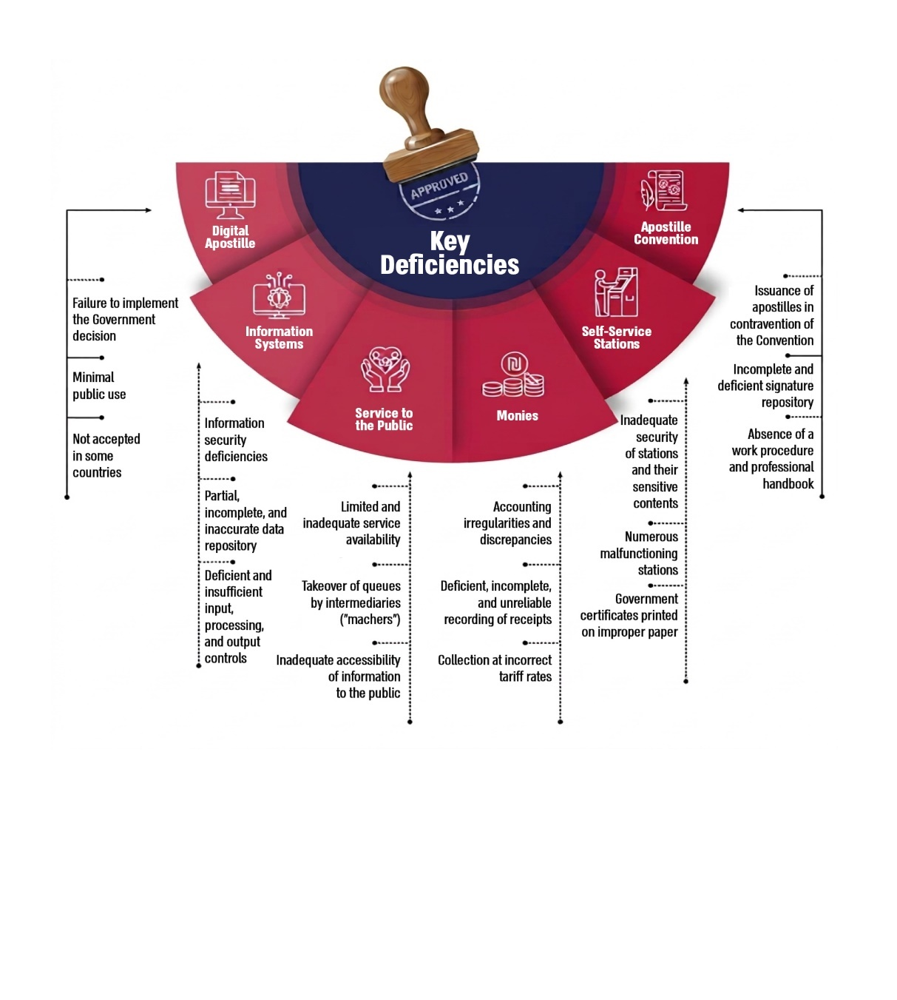 APPROVED
Key
Deficiencies
Digital
Apostille
Failure to implement
the Government
decision
Minimal
public use
Not accepted
in some
countries
Information
Systems
Information
security
deficiencies
Partial,
incomplete, and
inaccurate data
repository
Deficient and
insufficient
input,
processing,
and output
controls
Service to
the Public
Limited and
inadequate service
availability
Takeover of queues
by intermediaries
("machers")
Inadequate accessibility
of information
to the public
Monies
Accounting
irregularities and
discrepancies
Deficient, incomplete,
and unreliable
recording of receipts
Collection at incorrect
tariff rates
Self-Service
Stations
Inadequate
security
of stations
and their
sensitive
contents
Numerous
malfunctioning
stations
Government
certificates printed
on improper paper
Apostille
Convention
Issuance of
apostilles in
contravention of
the Convention
Incomplete and
deficient signature
repository
Absence of a
work procedure
and professional
handbook